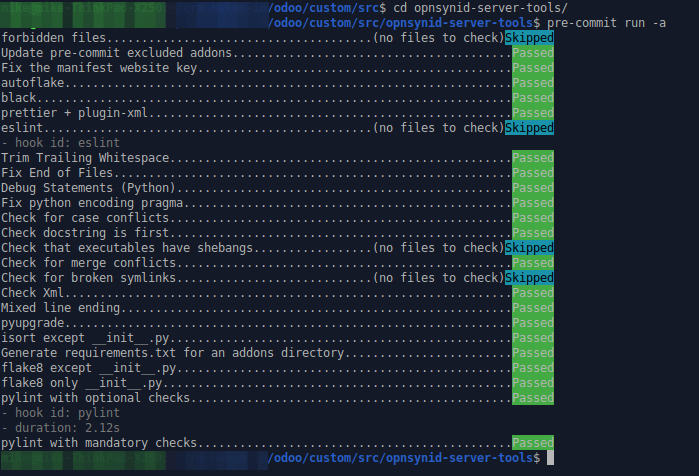 /odoo/custom/src$ cd opnsynid-server-tools/
/odoo/custom/src/opnsynid-server-tools$ pre-commit run -a
forbidden files......................................(no files to check)Skipped
Update pre-commit excluded addons........................................Passed
Fix the manifest website key.............................................Passed
autoflake................................................................Passed
black....................................................................Passed
prettier + plugin-xml....................................................Passed
eslint...............................................(no files to check)Skipped
- hook id: eslint
Trim Trailing Whitespace.................................................Passed
Fix End of Files.........................................................Passed
Debug Statements (Python)................................................Passed
Fix python encoding pragma...............................................Passed
Check for case conflicts.................................................Passed
Check docstring is first.................................................Passed
Check that executables have shebangs.................(no files to check)Skipped
Check for merge conflicts................................................Passed
Check for broken symlinks............................(no files to check)Skipped
Check Xml................................................................Passed
Mixed line ending........................................................Passed
pyupgrade................................................................Passed
isort except __init__.py.................................................Passed
Generate requirements.txt for an addons directory........................Passed
flake8 except __init__.py................................................Passed
flake8 only __init__.py..................................................Passed
pylint with optional checks..............................................Passed
- hook id: pylint
- duration: 2.12s
pylint with mandatory checks.............................................Passed
/odoo/custom/src/opnsynid-server-tools$